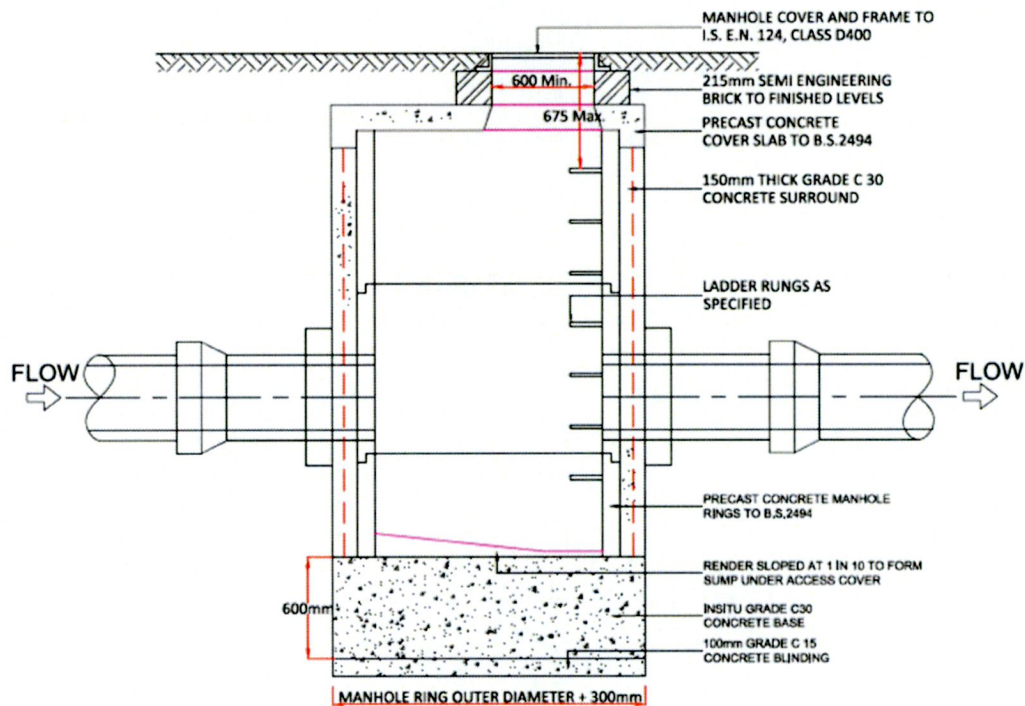 MANHOLE COVER AND FRAME TO
I.S. E.N. 124, CLASS D400
600 Min.
215mm SEMI ENGINEERING
BRICK TO FINISHED LEVELS
675 Max.
PRECAST CONCRETE
COVER SLAB TO B.S.2494
150mm THICK GRADE C 30
CONCRETE SURROUND
LADDER RUNGS AS
SPECIFIED
FLOW
FLOW
PRECAST CONCRETE MANHOLE
RINGS TO B.S,2494
RENDER SLOPED AT 1 IN 10 TO FORM
SUMP UNDER ACCESS COVER
600mm
INSITU GRADE C30
CONCRETE BASE
100mm GRADE C 15
CONCRETE BLINDING
MANHOLE RING OUTER DIAMETER + 300mm